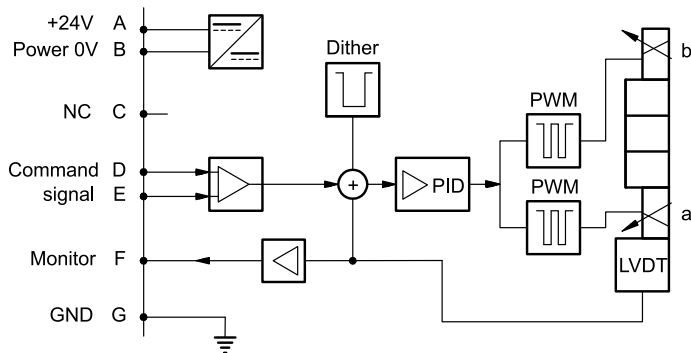 +24V A
Power 0V B
Dither
b
NC C
PWM
Command D
signal E
+
PID
PWM
a
Monitor F
LVDT
GND G